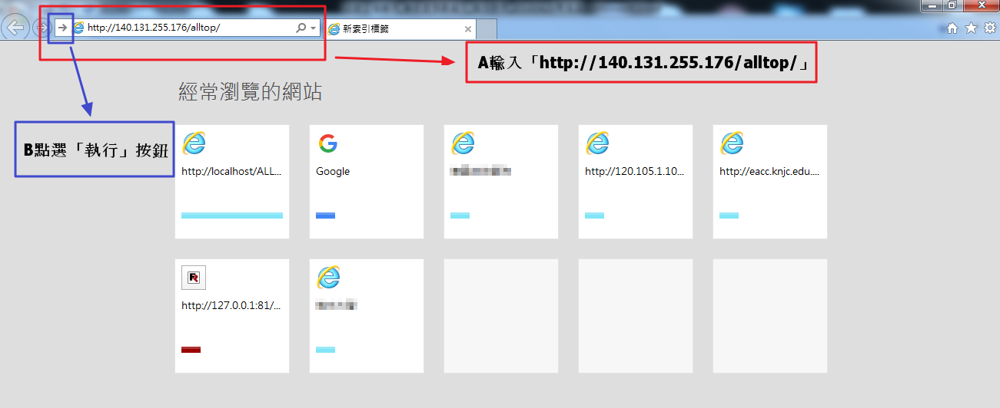 http://140.131.255.176/alltop/
新索引標籤
A輸入「http://140.131.255.176/alltop/」
經常瀏覽的網站
B點選「執行」按鈕
http://localhost/ALL...
Google
http://120.105.1.10...
http://eacc.knjc.edu....
http://127.0.0.1:81/...